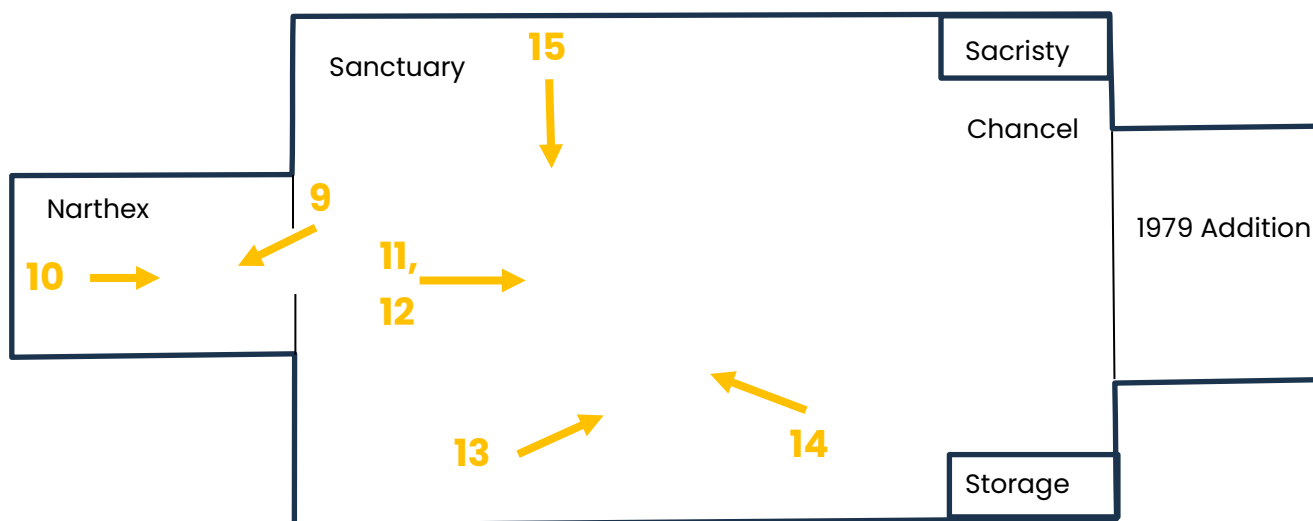 15
Sacristy
Sanctuary
Chancel
9
Narthex
1979 Addition
11,
10
12
13
14
Storage